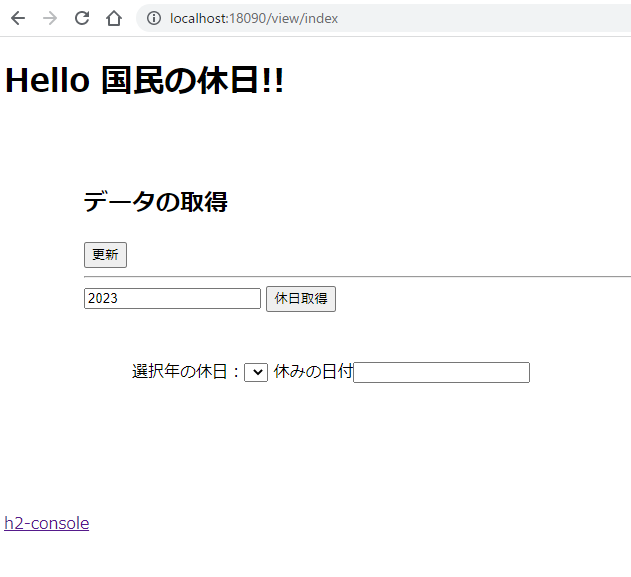 localhost:18090/view/index
Hello 国民の休日!!
データの取得
更新
2023 休日取得
選択年の休日： 休みの日付
h2-console